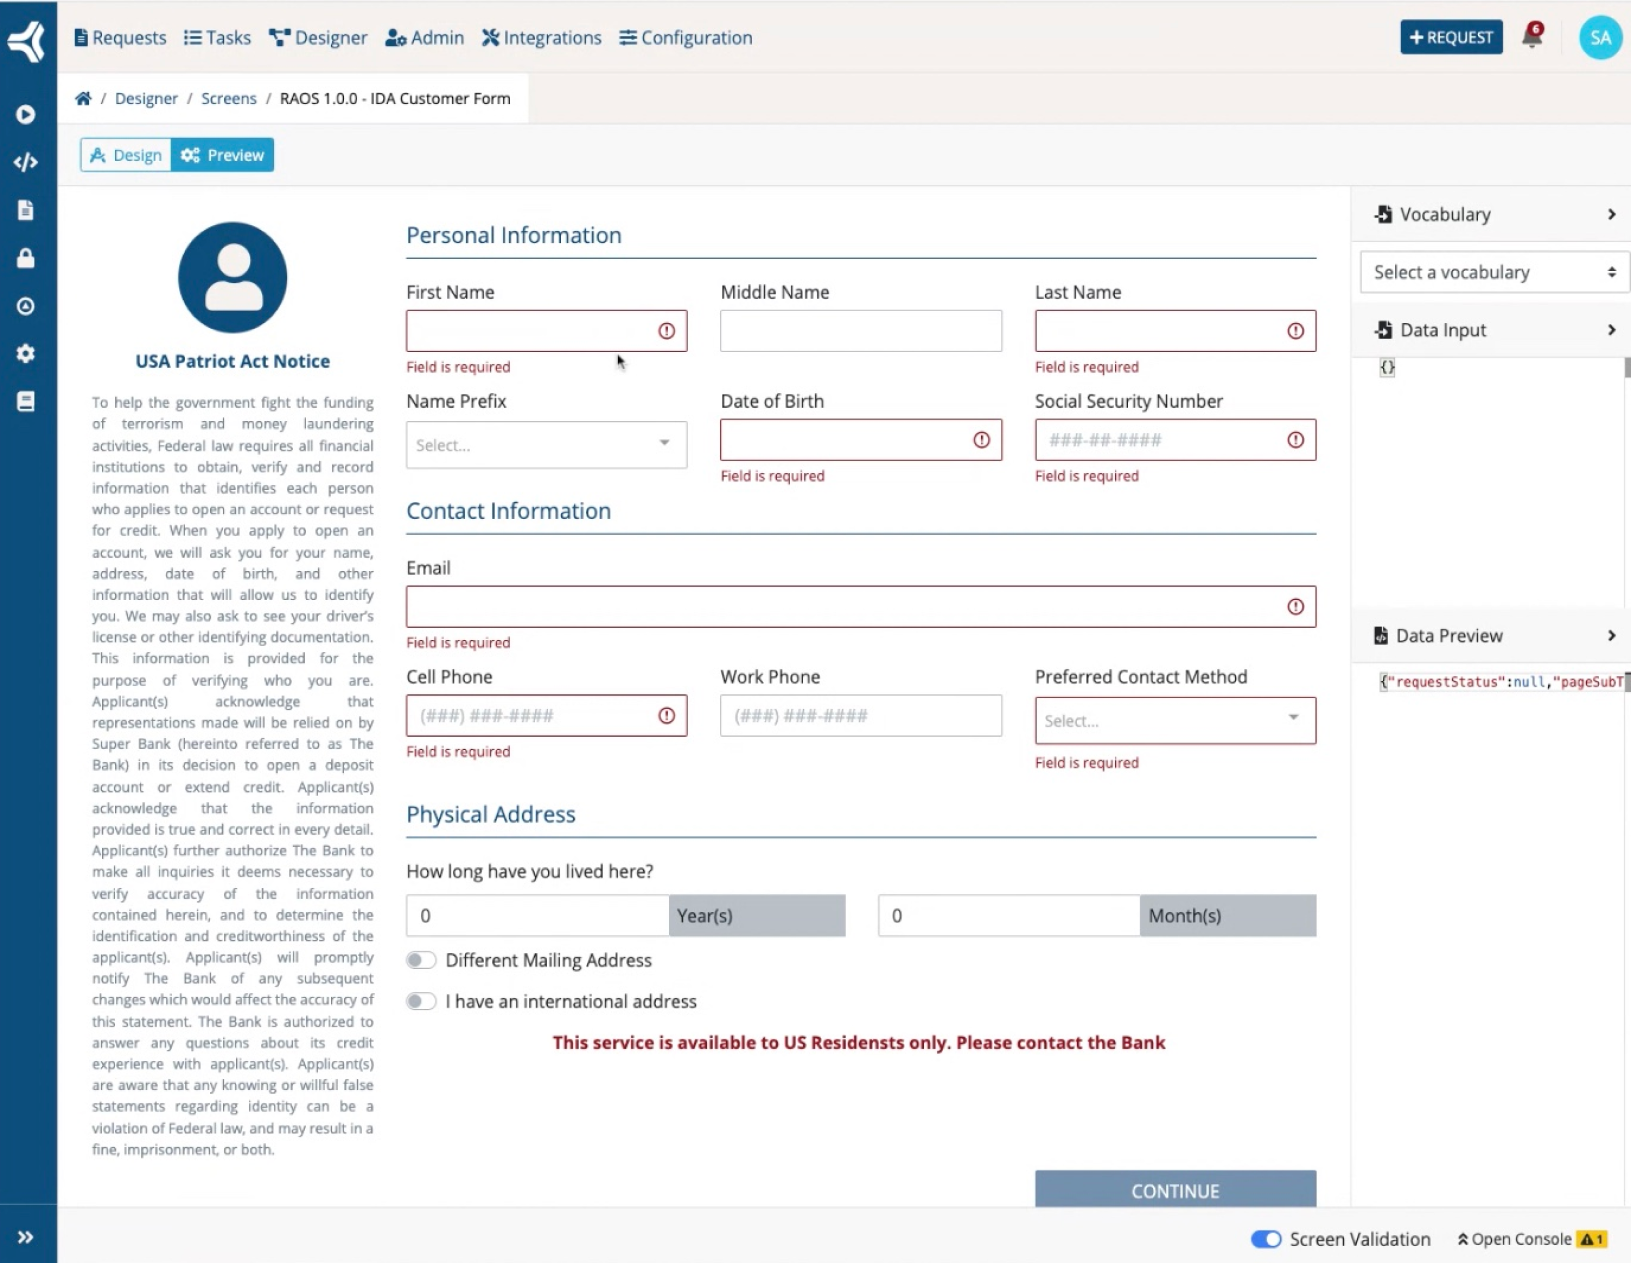 Requests Tasks Designer Admin Integrations Configuration
+ REQUEST 6 SA
/ Designer / Screens / RAOS 1.0.0 - IDA Customer Form
Design Preview
USA Patriot Act Notice
To help the government fight the funding
of terrorism and money laundering
activities, Federal law requires all financial
institutions to obtain, verify and record
information that identifies each person
who applies to open an account or request
for credit. When you apply to open an
account, we will ask you for your name,
address, date of birth, and other
information that will allow us to identify
you. We may also ask to see your driver's
license or other identifying documentation.
This information is provided for the
purpose of verifying who you are.
Applicant(s) acknowledge that
representations made will be relied on by
Super Bank (hereinto referred to as The
Bank) in its decision to open a deposit
account or extend credit. Applicant(s)
acknowledge that the information
provided is true and correct in every detail.
Applicant(s) further authorize The Bank to
make all inquiries it deems necessary to
verify accuracy of the information
contained herein, and to determine the
identification and creditworthiness of the
applicant(s). Applicant(s) will promptly
notify The Bank of any subsequent
changes which would affect the accuracy of
this statement. The Bank is authorized to
answer any questions about its credit
experience with applicant(s). Applicant(s)
are aware that any knowing or willful false
statements regarding identity can be a
violation of Federal law, and may result in a
fine, imprisonment, or both.
Personal Information
First Name Middle Name Last Name
Field is required Field is required
Name Prefix Date of Birth Social Security Number
Select... ###-##-####
Field is required Field is required
Contact Information
Email
Field is required
Cell Phone Work Phone Preferred Contact Method
(###) ###-#### (###) ###-#### Select...
Field is required Field is required
Physical Address
How long have you lived here?
0 Year(s) 0 Month(s)
Different Mailing Address
I have an international address
This service is available to US Residensts only. Please contact the Bank
CONTINUE
Vocabulary
Select a vocabulary
Data Input
{}
Data Preview
{"requestStatus":null,"pageSubT
Screen Validation Open Console 1